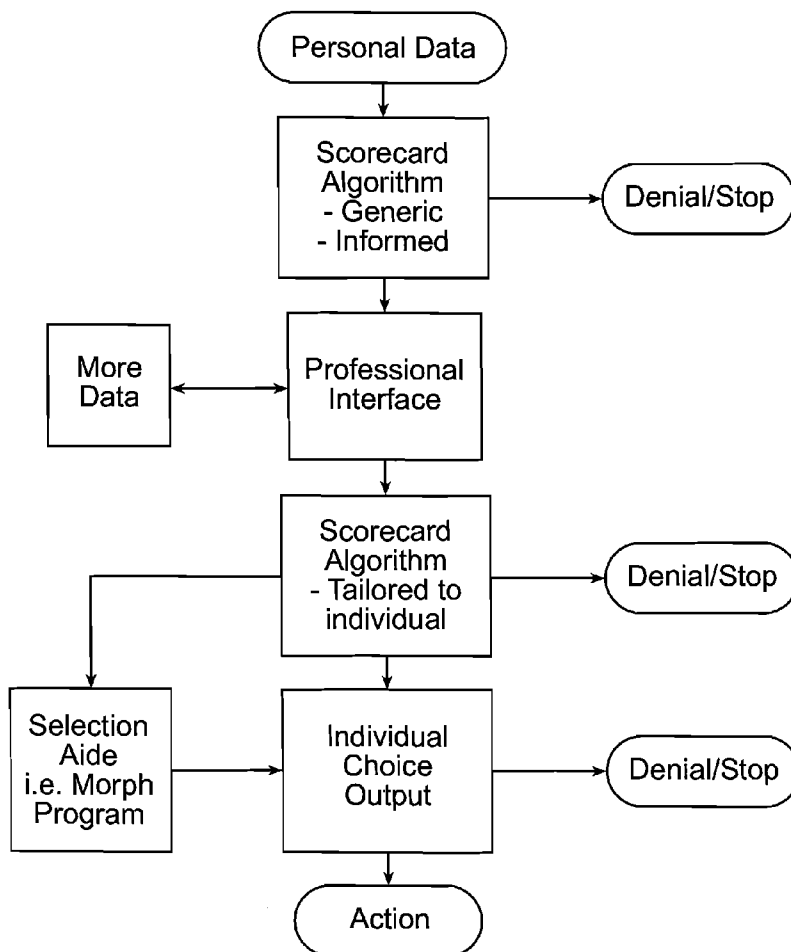 Personal Data
Scorecard
Algorithm
- Generic
- Informed
Denial/Stop
More
Data
Professional
Interface
Scorecard
Algorithm
- Tailored to
individual
Denial/Stop
Selection
Aide
i.e. Morph
Program
Individual
Choice
Output
Denial/Stop
Action